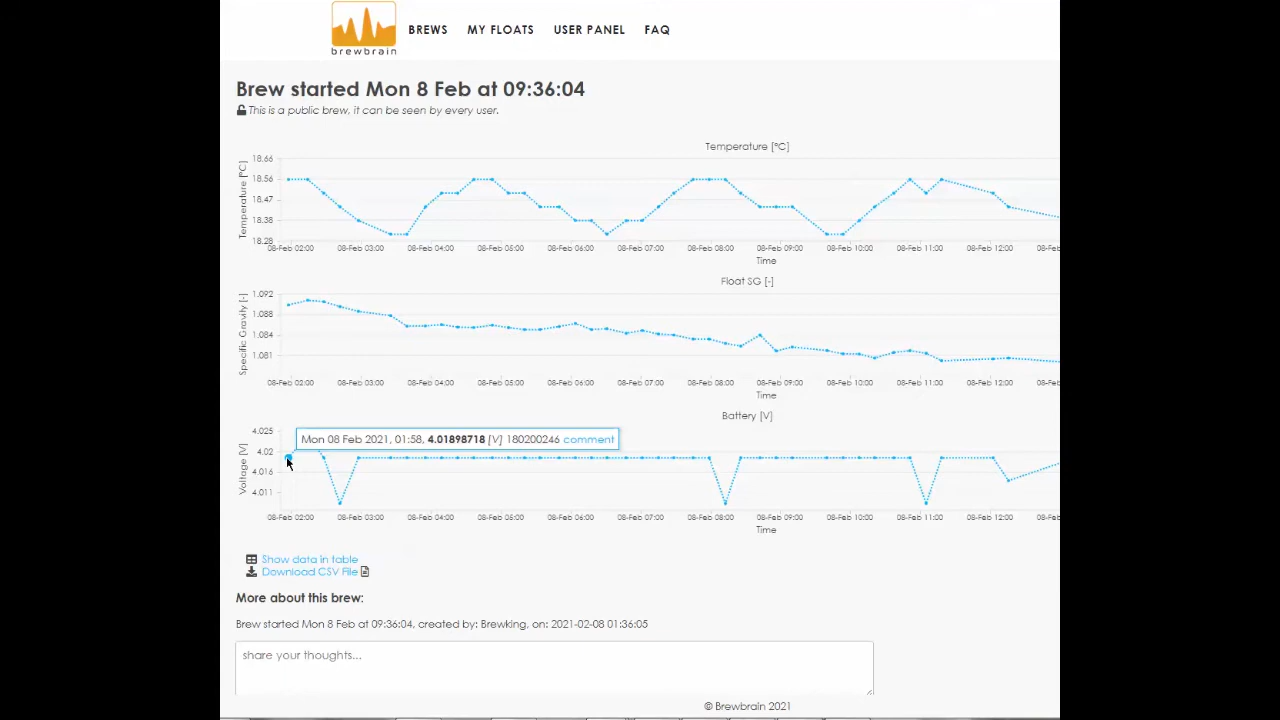 BREWS MY FLOATS USER PANEL FAQ
brewbrain
Brew started Mon 8 Feb at 09:36:04
This is a public brew, it can be seen by every user.
Temperature [°C]
Temperature [°C]
18.66
18.56
18.47
18.38
18.28
08-Feb 02:00 08-Feb 03:00 08-Feb 04:00 08-Feb 05:00 08-Feb 06:00 08-Feb 07:00 08-Feb 08:00 08-Feb 09:00 08-Feb 10:00 08-Feb 11:00 08-Feb 12:00 08-Feb
Time
Float SG [-]
Specific Gravity [-]
1.092
1.088
1.084
1.081
08-Feb 02:00 08-Feb 03:00 08-Feb 04:00 08-Feb 05:00 08-Feb 06:00 08-Feb 07:00 08-Feb 08:00 08-Feb 09:00 08-Feb 10:00 08-Feb 11:00 08-Feb 12:00 08-Feb
Time
Battery [V]
Voltage [V]
4.025
4.02
4.016
4.011
Mon 08 Feb 2021, 01:58, 4.01898718 [V] 180200246 comment
08-Feb 02:00 08-Feb 03:00 08-Feb 04:00 08-Feb 05:00 08-Feb 06:00 08-Feb 07:00 08-Feb 08:00 08-Feb 09:00 08-Feb 10:00 08-Feb 11:00 08-Feb 12:00 08-Feb
Time
Show data in table
Download CSV File
More about this brew:
Brew started Mon 8 Feb at 09:36:04, created by: Brewking, on: 2021-02-08 01:36:05
share your thoughts...
© Brewbrain 2021